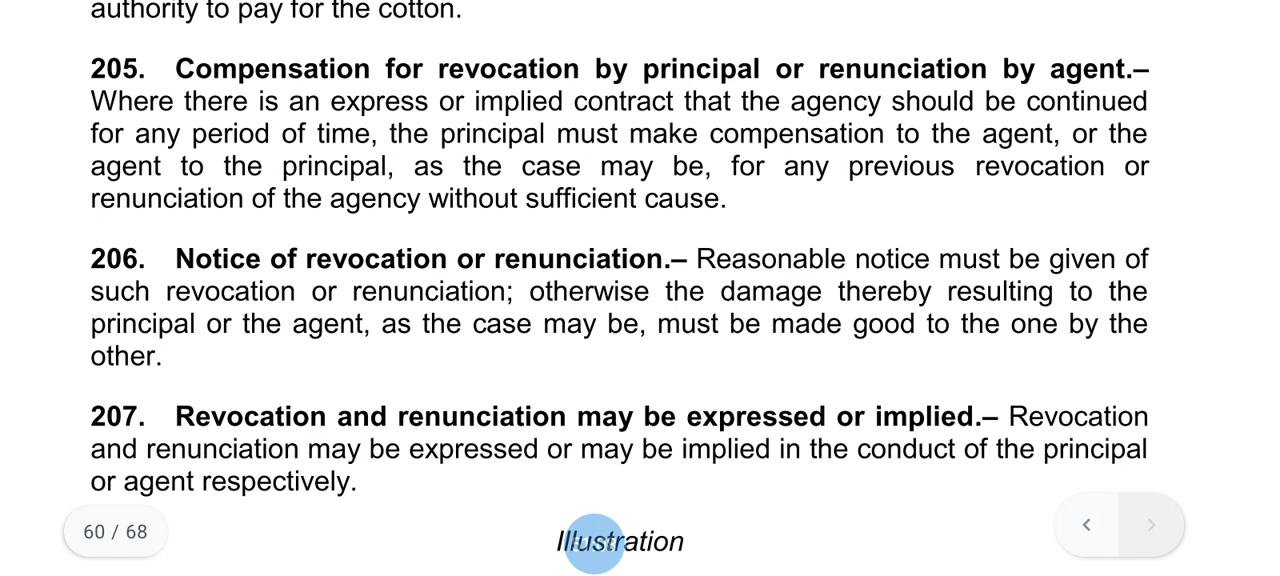 authority to pay for the cotton.
205. Compensation for revocation by principal or renunciation by agent.–
Where there is an express or implied contract that the agency should be continued
for any period of time, the principal must make compensation to the agent, or the
agent to the principal, as the case may be, for any previous revocation or
renunciation of the agency without sufficient cause.
206. Notice of revocation or renunciation.– Reasonable notice must be given of
such revocation or renunciation; otherwise the damage thereby resulting to the
principal or the agent, as the case may be, must be made good to the one by the
other.
207. Revocation and renunciation may be expressed or implied.– Revocation
and renunciation may be expressed or may be implied in the conduct of the principal
or agent respectively.
60 / 68
Illustration